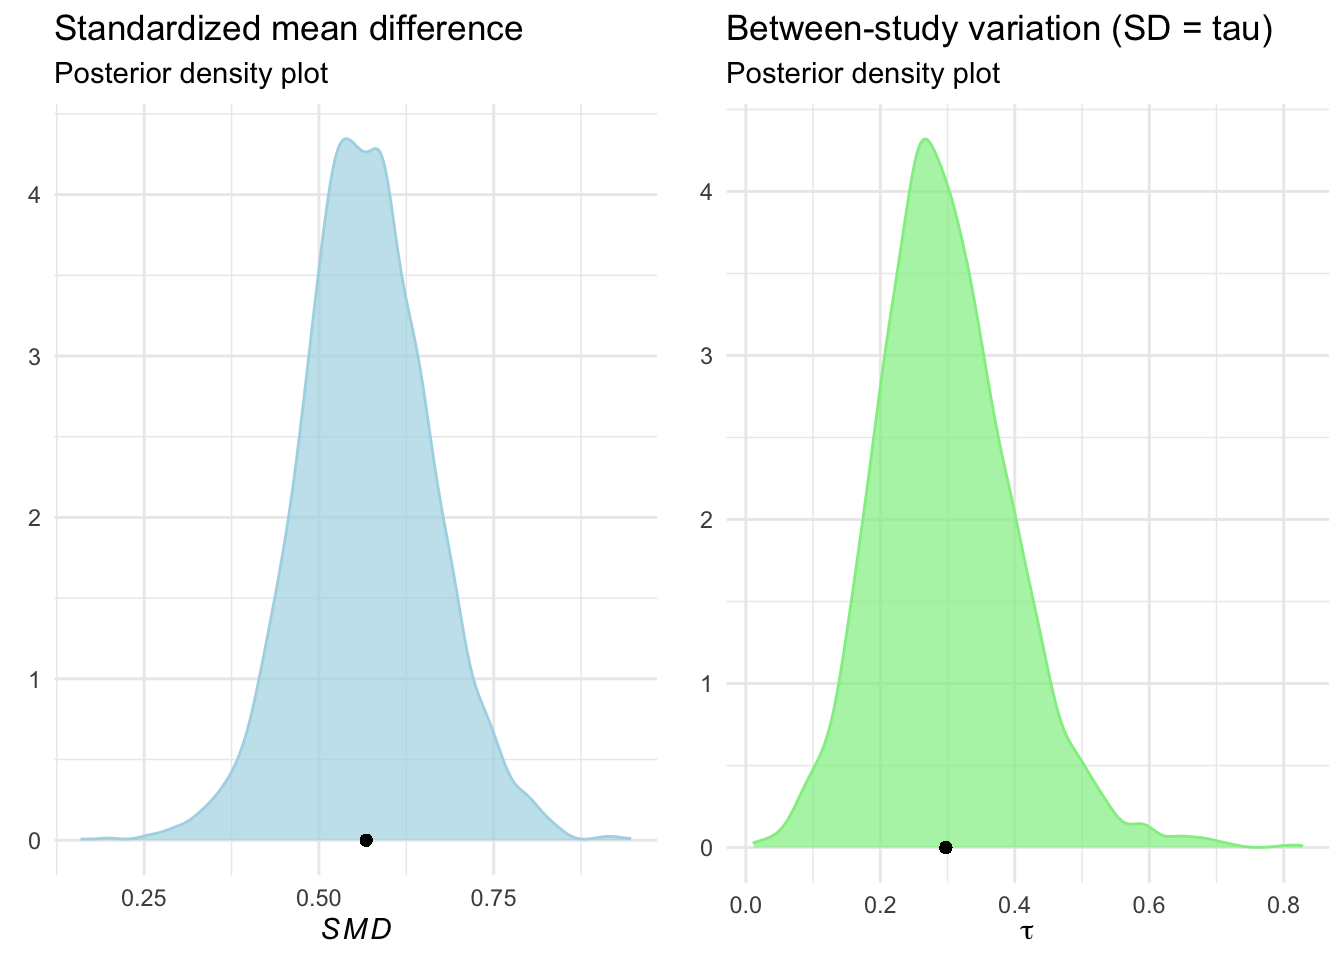 Standardized mean difference
Posterior density plot
4
3
2
1
0
0.25 0.50 0.75
SMD
Between-study variation (SD = tau)
Posterior density plot
4
3
2
1
0
0.0 0.2 0.4 0.6 0.8
τ